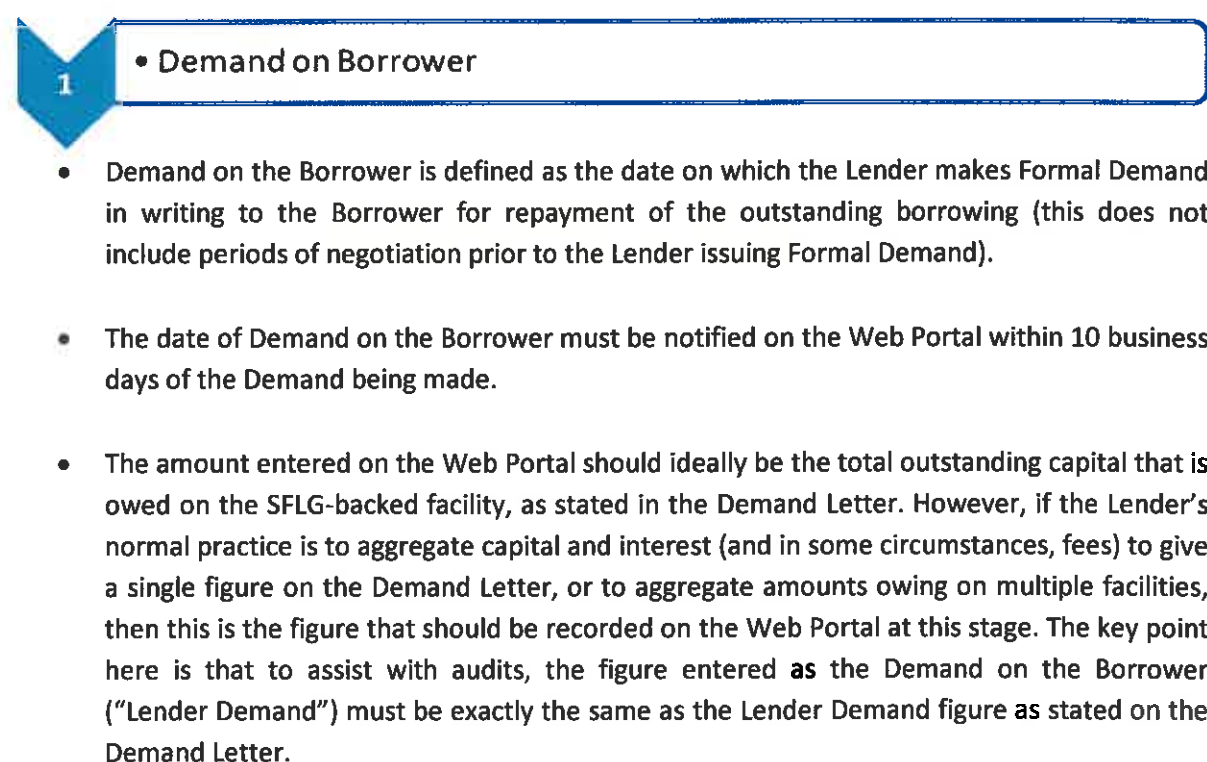 1
• Demand on Borrower
• Demand on the Borrower is defined as the date on which the Lender makes Formal Demand
in writing to the Borrower for repayment of the outstanding borrowing (this does not
include periods of negotiation prior to the Lender issuing Formal Demand).
• The date of Demand on the Borrower must be notified on the Web Portal within 10 business
days of the Demand being made.
• The amount entered on the Web Portal should ideally be the total outstanding capital that is
owed on the SFLG-backed facility, as stated in the Demand Letter. However, if the Lender's
normal practice is to aggregate capital and interest (and in some circumstances, fees) to give
a single figure on the Demand Letter, or to aggregate amounts owing on multiple facilities,
then this is the figure that should be recorded on the Web Portal at this stage. The key point
here is that to assist with audits, the figure entered as the Demand on the Borrower
("Lender Demand") must be exactly the same as the Lender Demand figure as stated on the
Demand Letter.